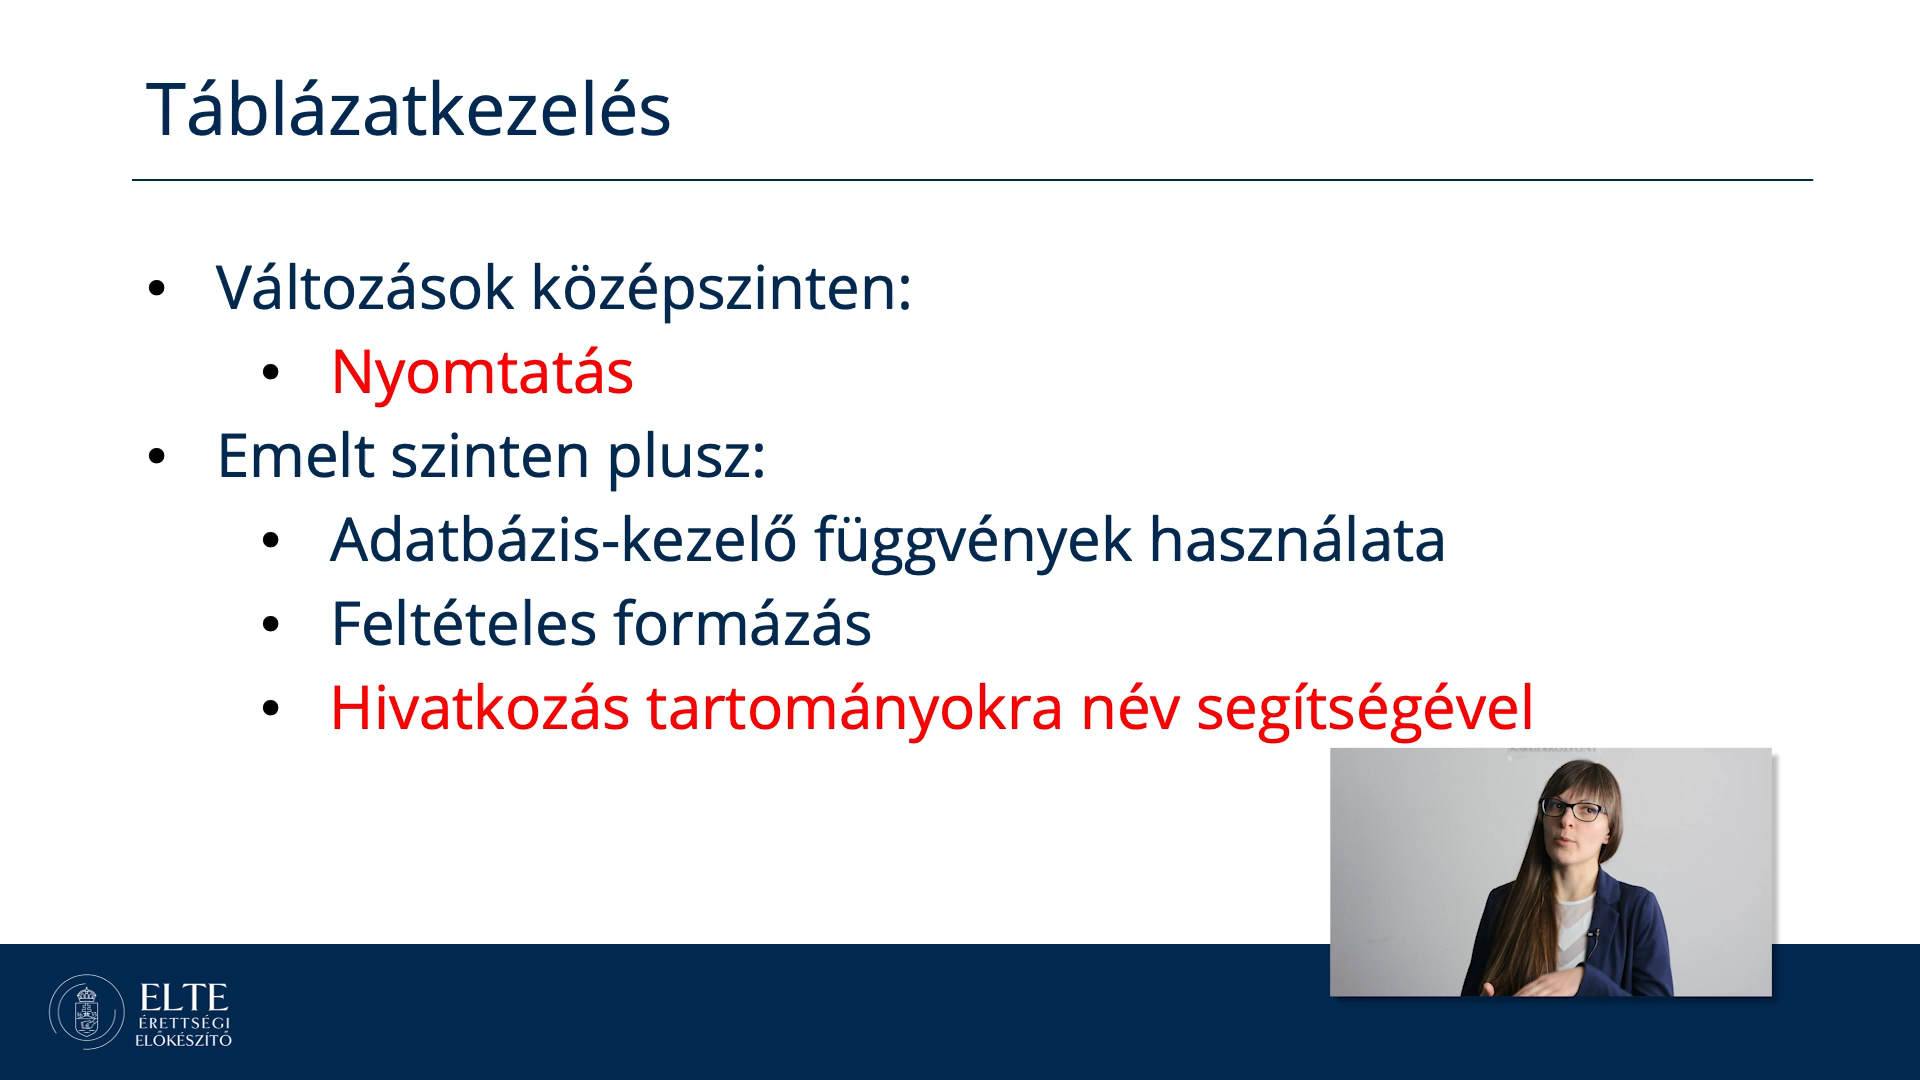 Táblázatkezelés
• Változások középszinten:
• Nyomtatás
• Emelt szinten plusz:
• Adatbázis-kezelő függvények használata
• Feltételes formázás
• Hivatkozás tartományokra név segítségével
ELTE
ÉRETTSÉGI
ELŐKÉSZÍTŐ